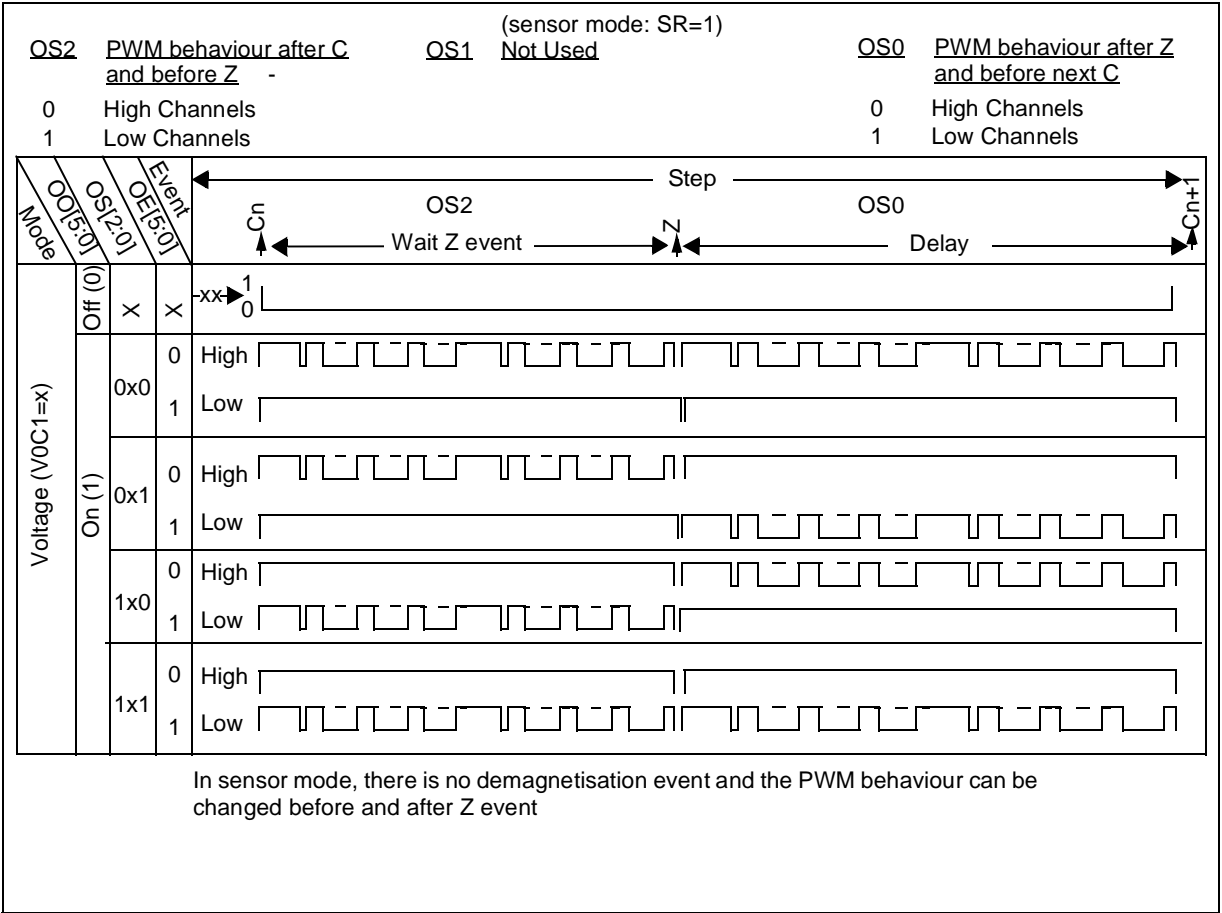 (sensor mode: SR=1)
OS2 PWM behaviour after C and before Z -
0 High Channels
1 Low Channels
OS1 Not Used
OS0 PWM behaviour after Z and before next C
0 High Channels
1 Low Channels
Mode
OO[5:0]
OS[2:0]
OE[5:0]
Event
Step
Cn
OS2
Wait Z event
Z
OS0
Delay
Cn+1
Voltage (V0C1=x)
Off (0)
X
X
xx
1
0
On (1)
0x0
0 High
1 Low
0x1
0 High
1 Low
1x0
0 High
1 Low
1x1
0 High
1 Low
In sensor mode, there is no demagnetisation event and the PWM behaviour can be
changed before and after Z event